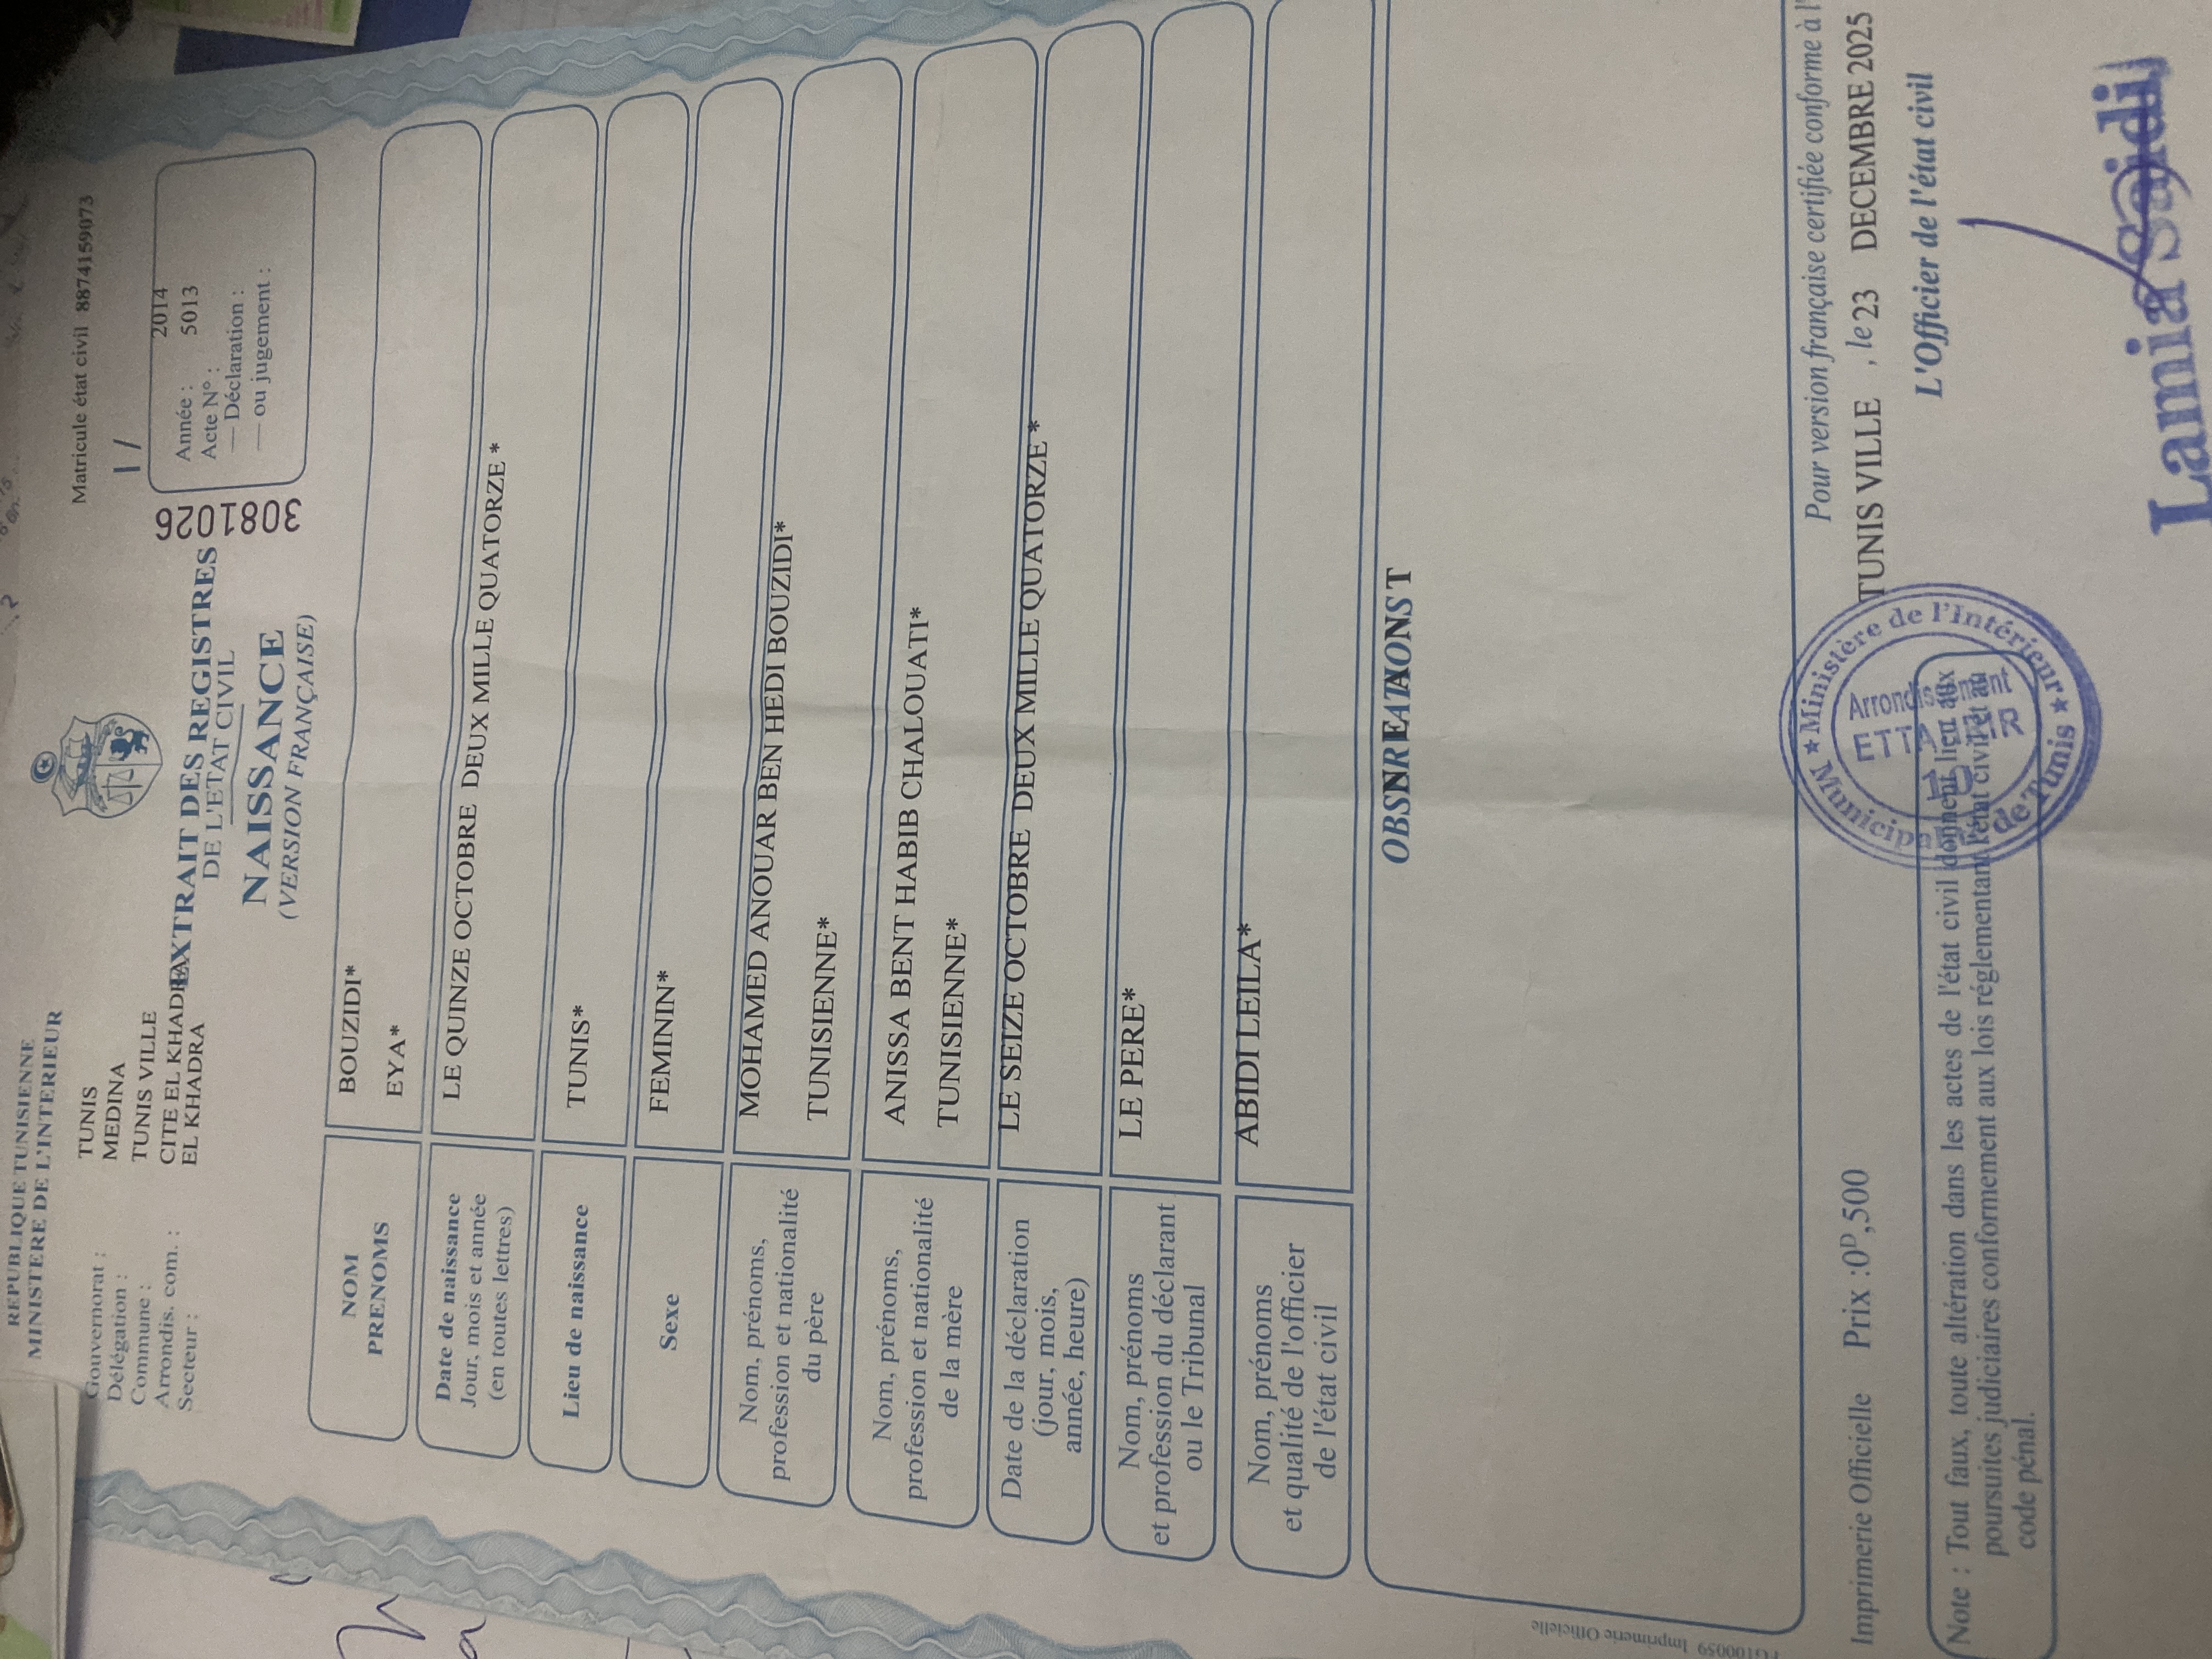 REPUBLIQUE TUNISIENNE
MINISTERE DE L'INTERIEUR
Gouvernorat : TUNIS
Délégation : MEDINA
Commune : TUNIS VILLE
Arrondis. com. : CITE EL KHADRA
Secteur : EL KHADRA
EXTRAIT DES REGISTRES
DE L'ETAT CIVIL
NAISSANCE
(VERSION FRANÇAISE)
3081026
Matricule état civil 8874159073
1 /
Année : 2014
Acte N° : 5013
— Déclaration :
— ou jugement :
NOM BOUZIDI*
PRENOMS EYA*
Date de naissance
Jour, mois et année
(en toutes lettres)
LE QUINZE OCTOBRE DEUX MILLE QUATORZE *
Lieu de naissance TUNIS*
Sexe FEMININ*
Nom, prénoms,
profession et nationalité
du père
MOHAMED ANOUAR BEN HEDI BOUZIDI*
TUNISIENNE*
Nom, prénoms,
profession et nationalité
de la mère
ANISSA BENT HABIB CHALOUATI*
TUNISIENNE*
Date de la déclaration
(jour, mois,
année, heure)
LE SEIZE OCTOBRE DEUX MILLE QUATORZE *
Nom, prénoms
et profession du déclarant
ou le Tribunal
LE PERE*
Nom, prénoms
et qualité de l'officier
de l'état civil
ABIDI LEILA*
Pour version française certifiée conforme à l'
TUNIS VILLE , le 23 DECEMBRE 2025
L'Officier de l'état civil
Imprimerie Officielle Prix : 0D,500
Note : Tout faux, toute altération dans les actes de l'état civil donnent lieu aux
poursuites judiciaires conformement aux lois réglementant l'état civil et au
code pénal.
Ministère de l'Intérieur
Arrondissement
Municipal de Tunis
Lamia Saidi
Imprimerie Officielle